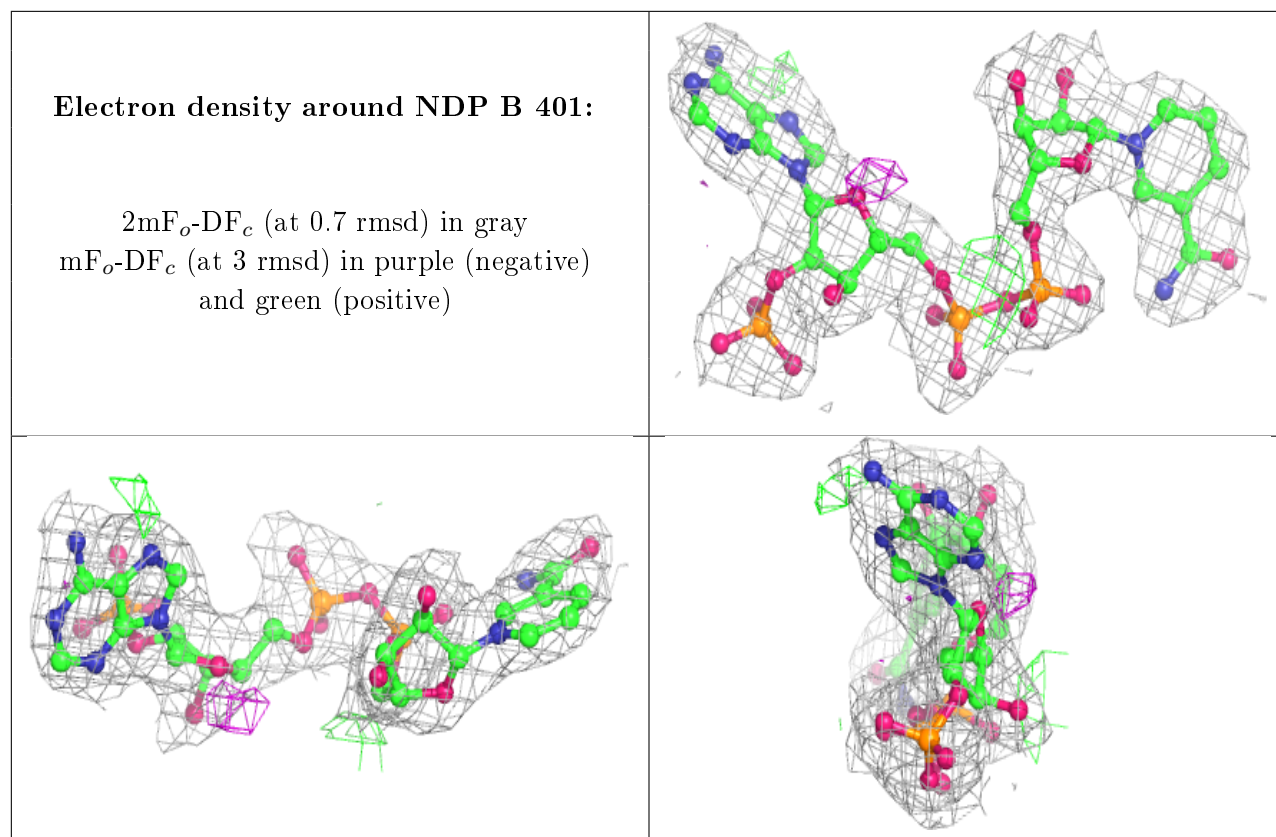 Electron density around NDP B 401:
2mFₒ-DF𝒸 (at 0.7 rmsd) in gray
mFₒ-DF𝒸 (at 3 rmsd) in purple (negative)
and green (positive)